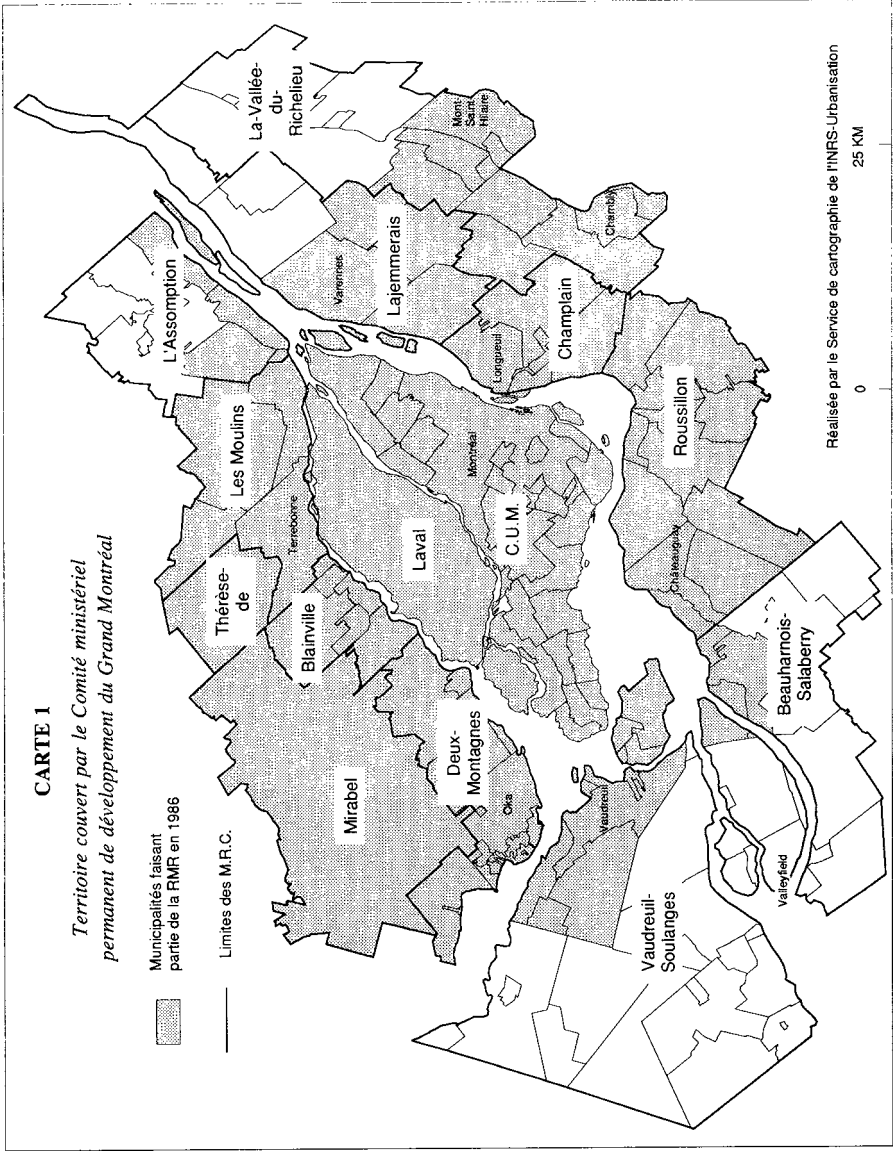 CARTE 1
Territoire couvert par le Comité ministériel
permanent de développement du Grand Montréal
Municipalités faisant
partie de la RMR en 1986
Limites des M.R.C.
La-Vallée-
du-
Richelieu
Mont-
Saint-
Hilaire
L'Assomption
Varennes
Lajemmerais
Chambly
Les Moulins
Longueuil
Champlain
Terrebonne
Thérèse-
de
Blainville
Laval
Montréal
C.U.M.
Roussillon
Mirabel
Deux-
Montagnes
Oka
Châteauguay
Vaudreuil
Beauharnois-
Salaberry
Vaudreuil-
Soulanges
Valleyfield
0 25 KM
Réalisée par le Service de cartographie de l'INRS-Urbanisation